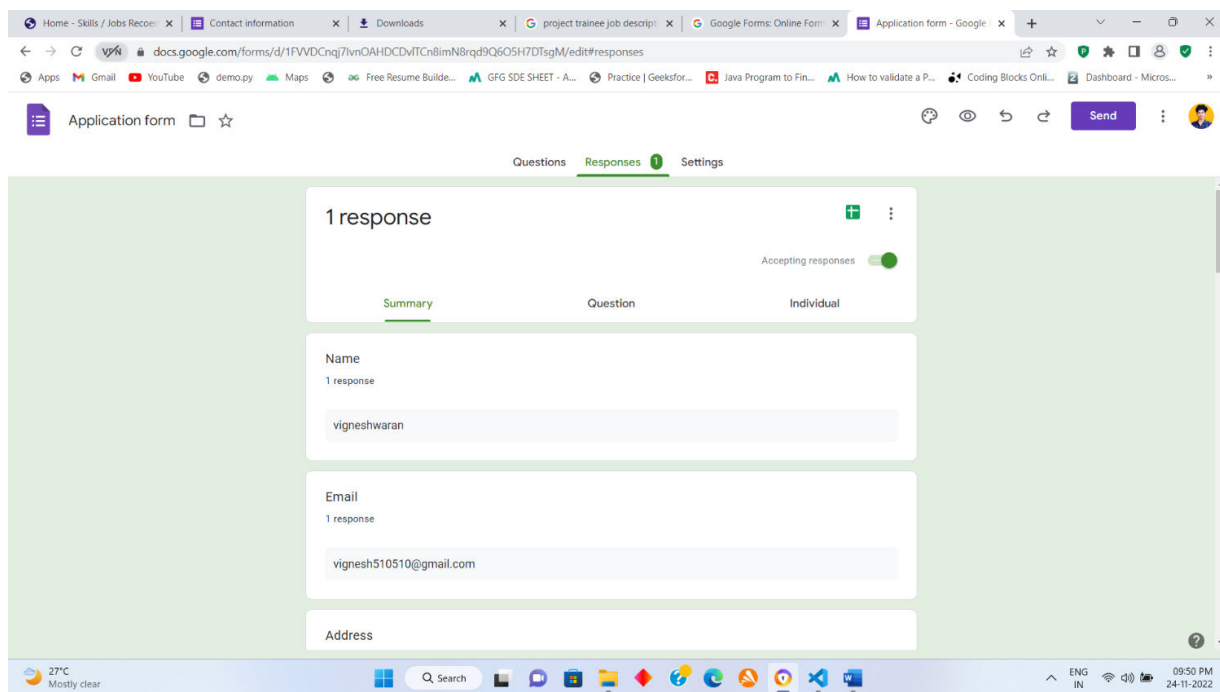 Home - Skills / Jobs Recoer
Contact information
Downloads
project trainee job descript
Google Forms: Online Form
Application form - Google
VPN
docs.google.com/forms/d/1FVVDCnqj7IvnOAHDCDvlTCn8imN8rqd9Q6O5H7DTsgM/edit#responses
Apps
Gmail
YouTube
demo.py
Maps
Free Resume Builde...
GFG SDE SHEET - A...
Practice | Geeksfor...
Java Program to Fin...
How to validate a P...
Coding Blocks Onli...
Dashboard - Micros...
Application form
Send
Questions Responses 1 Settings
1 response
Accepting responses
Summary Question Individual
Name
1 response
vigneshwaran
Email
1 response
vignesh510510@gmail.com
Address
27°C
Mostly clear
Search
ENG
IN
09:50 PM
24-11-2022